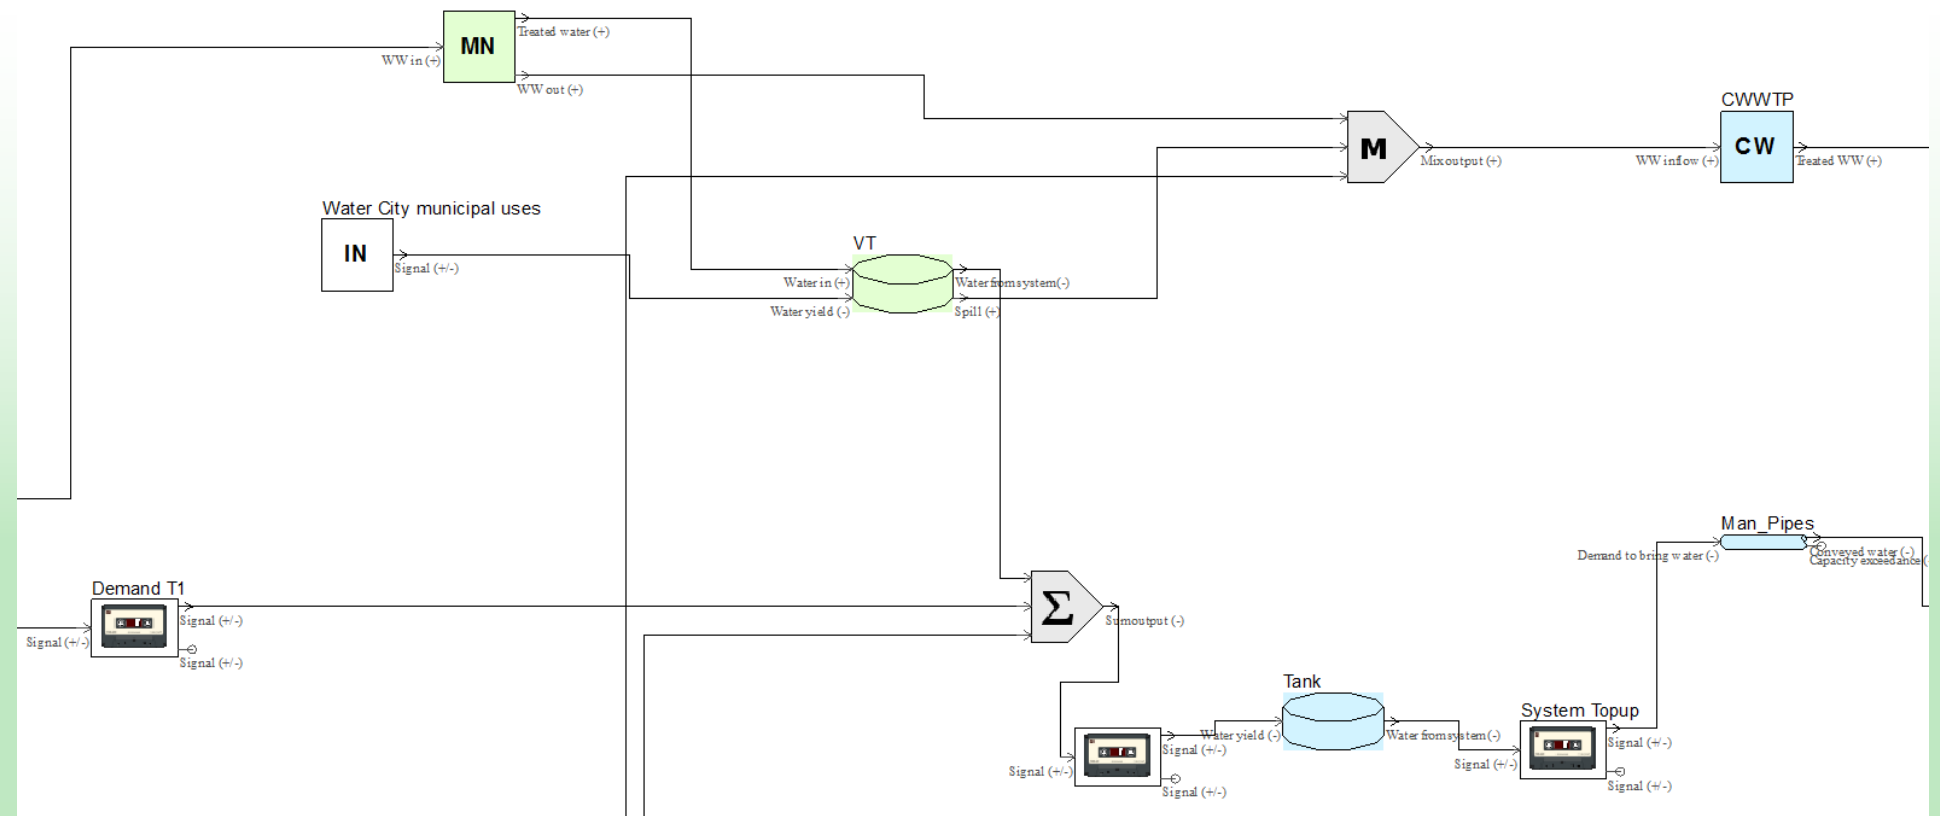 MN
Treated water (+)
WW in (+)
WW out (+)
CWWTP
M
CW
Mix output (+)
WW inflow (+)
Treated WW (+)
Water City municipal uses
IN
Signal (+/-)
VT
Water in (+)
Water from system (-)
Water yield (-)
Spill (+)
Man_Pipes
Demand to bring water (-)
Conveyed water (-)
Capacity exceedance (
Demand T1
Signal (+/-)
Signal (+/-)
Signal (+/-)
Σ
Sum output (-)
Tank
System Topup
Water yield (-)
Water from system (-)
Signal (+/-)
Signal (+/-)
Signal (+/-)
Signal (+/-)
Signal (+/-)
Signal (+/-)